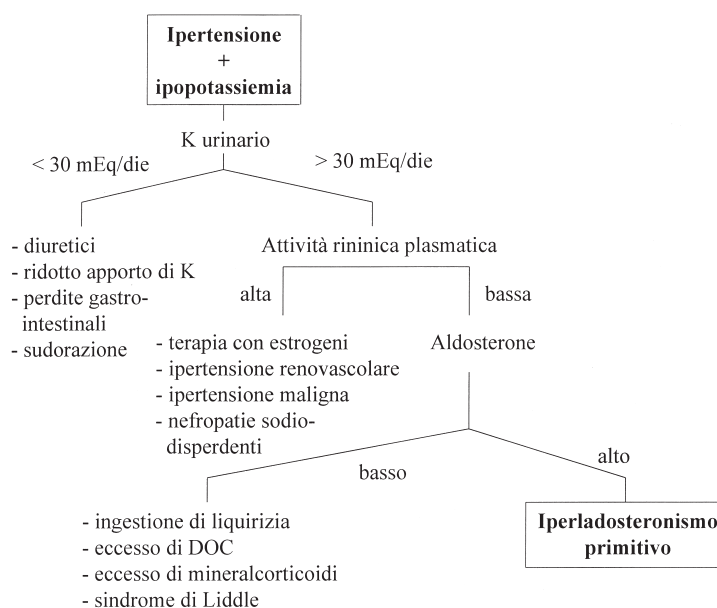 Ipertensione
+
ipopotassiemia
K urinario
< 30 mEq/die
> 30 mEq/die
- diuretici
- ridotto apporto di K
- perdite gastro-
intestinali
- sudorazione
Attività rininica plasmatica
alta
bassa
- terapia con estrogeni
- ipertensione renovascolare
- ipertensione maligna
- nefropatie sodio-
disperdenti
Aldosterone
basso
alto
- ingestione di liquirizia
- eccesso di DOC
- eccesso di mineralcorticoidi
- sindrome di Liddle
Iperladosteronismo
primitivo